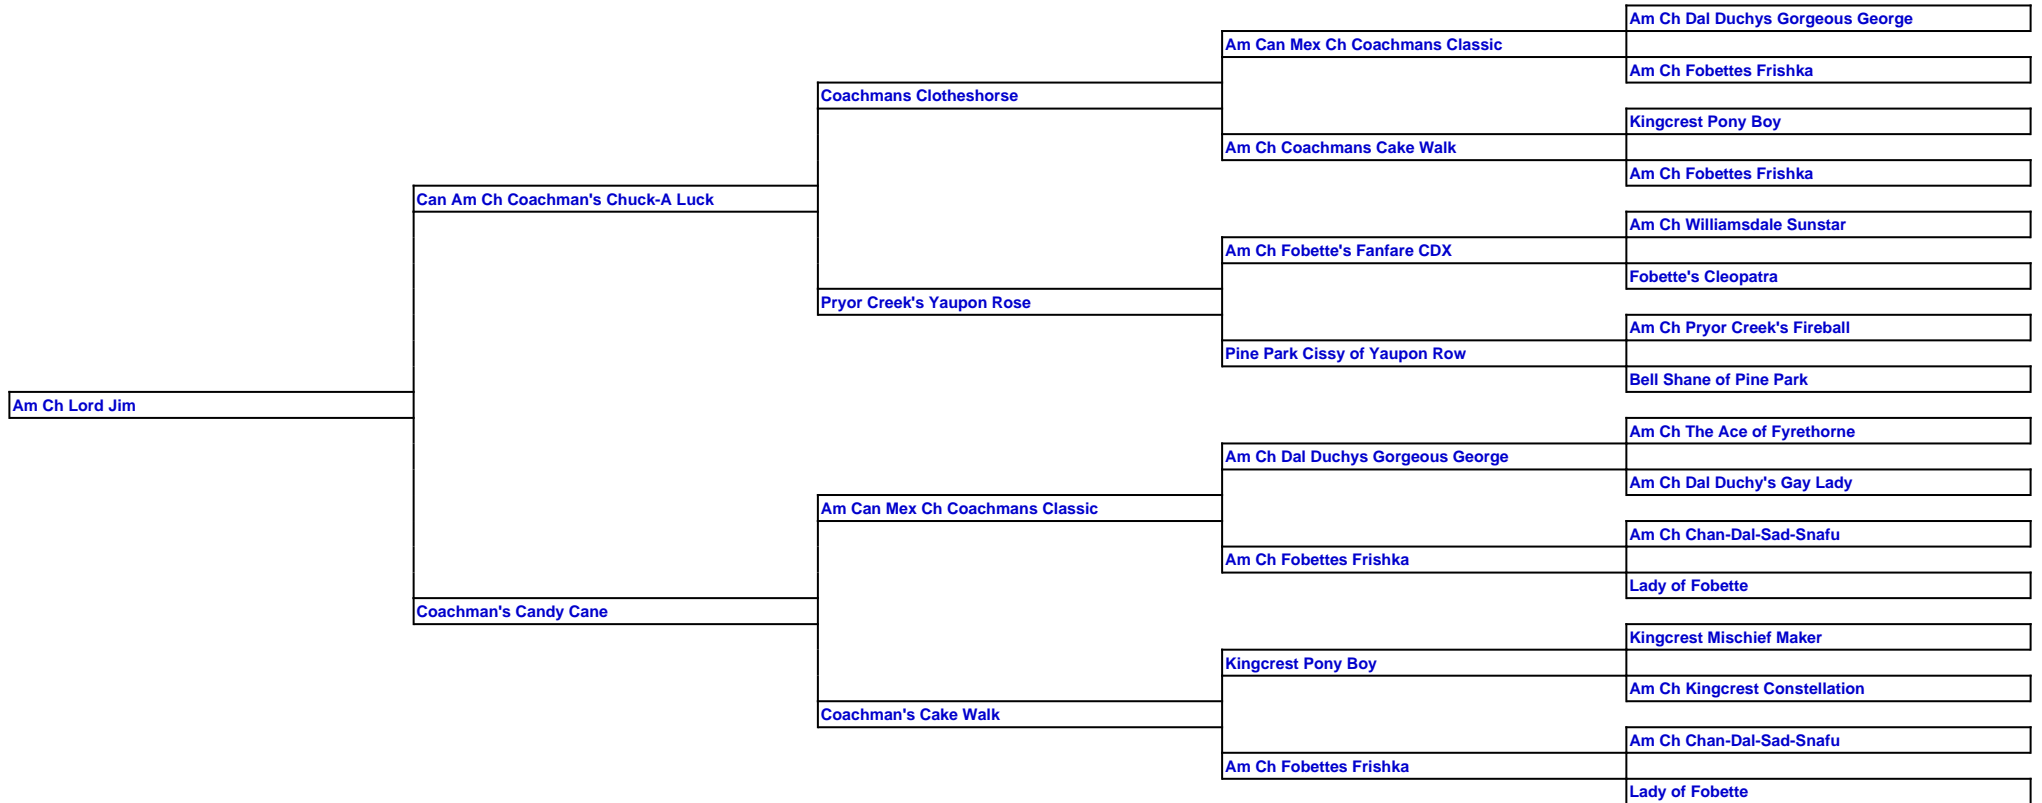 Am Ch Dal Duchys Gorgeous George
Am Can Mex Ch Coachmans Classic
Am Ch Fobettes Frishka
Coachmans Clotheshorse
Kingcrest Pony Boy
Am Ch Coachmans Cake Walk
Am Ch Fobettes Frishka
Can Am Ch Coachman's Chuck-A Luck
Am Ch Williamsdale Sunstar
Am Ch Fobette's Fanfare CDX
Fobette's Cleopatra
Pryor Creek's Yaupon Rose
Am Ch Pryor Creek's Fireball
Pine Park Cissy of Yaupon Row
Bell Shane of Pine Park
Am Ch Lord Jim
Am Ch The Ace of Fyrethorne
Am Ch Dal Duchys Gorgeous George
Am Ch Dal Duchy's Gay Lady
Am Can Mex Ch Coachmans Classic
Am Ch Chan-Dal-Sad-Snafu
Am Ch Fobettes Frishka
Lady of Fobette
Coachman's Candy Cane
Kingcrest Mischief Maker
Kingcrest Pony Boy
Am Ch Kingcrest Constellation
Coachman's Cake Walk
Am Ch Chan-Dal-Sad-Snafu
Am Ch Fobettes Frishka
Lady of Fobette